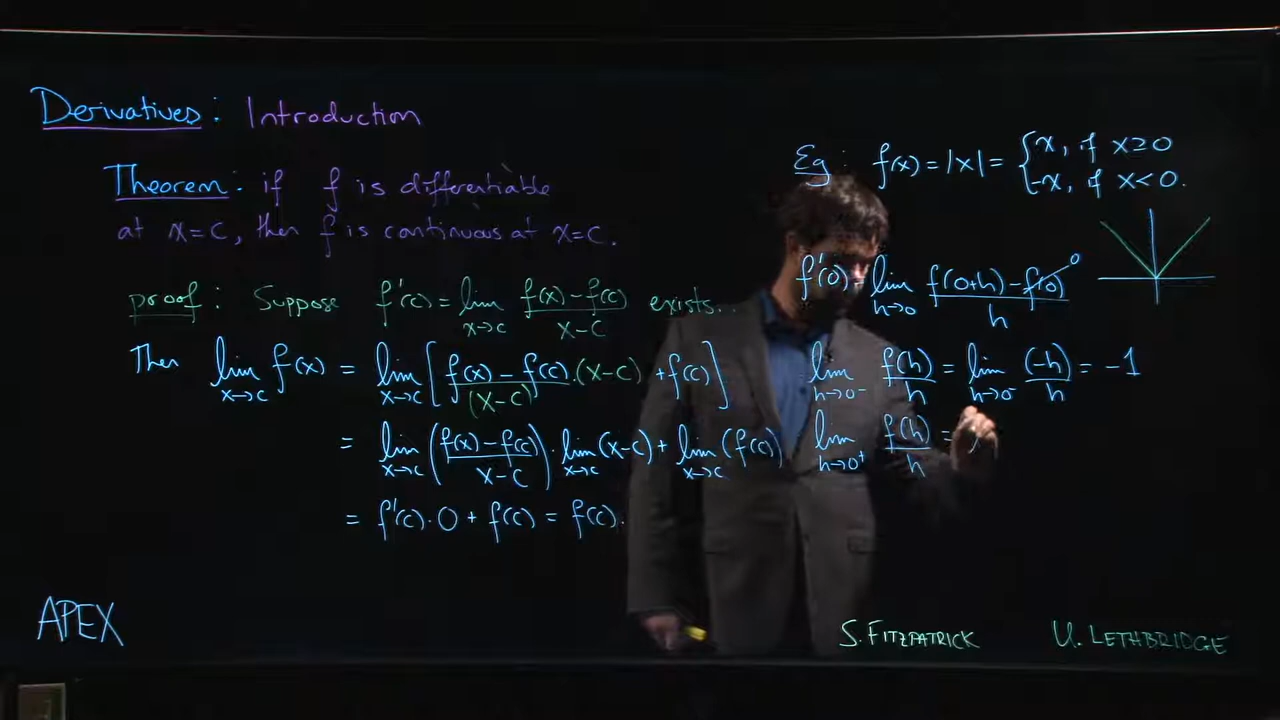 Derivatives: Introduction
Theorem: if f is differentiable
at x=c, then f is continuous at x=c.
proof: Suppose f'(c) = lim x→c (f(x)-f(c))/(x-c) exists..
Then lim x→c f(x) = lim x→c [(f(x)-f(c))/(x-c)·(x-c) + f(c)]
= lim x→c ((f(x)-f(c))/(x-c)) · lim x→c (x-c) + lim x→c (f(c)
= f'(c)·0 + f(c) = f(c).
Eg: f(x) = |x| = { x, if x≥0
-x, if x<0.
f'(0) = lim h→0 (f(0+h) - f(0))/h 0
lim h→0⁻ f(h)/h = lim h→0⁻ (-h)/h = -1
lim h→0⁺ f(h)/h =
APEX
S. FITZPATRICK
U. LETHBRIDGE